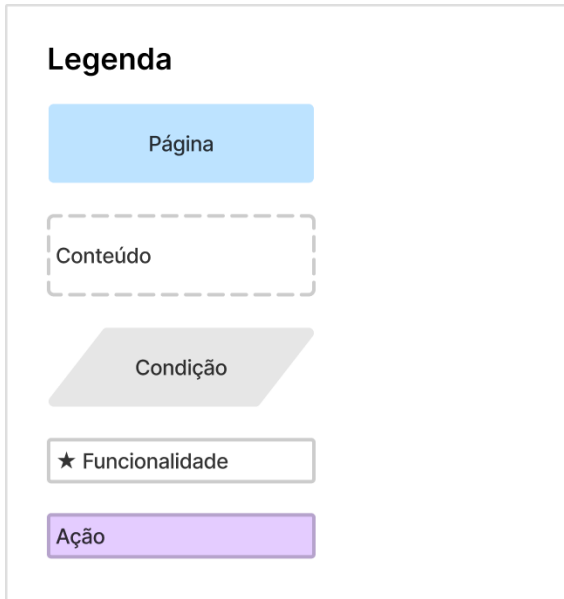 Legenda
Página
Conteúdo
Condição
★ Funcionalidade
Ação